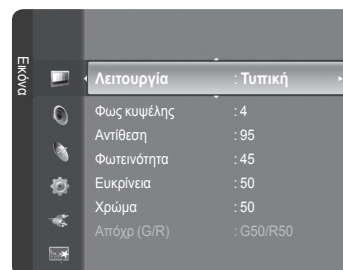 Εικόνα
Λειτουργία : Τυπική
Φως κυψέλης : 4
Αντίθεση : 95
Φωτεινότητα : 45
Ευκρίνεια : 50
Χρώμα : 50
Απόχρ (G/R) : G50/R50